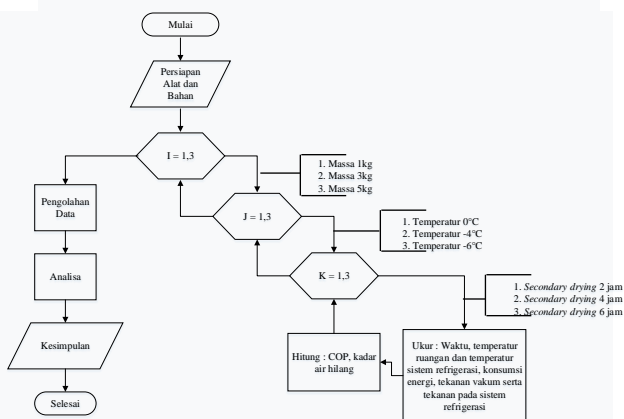 Mulai
Persiapan
Alat dan
Bahan
I = 1,3
1. Massa 1kg
2. Massa 3kg
3. Massa 5kg
Pengolahan
Data
J = 1,3
1. Temperatur 0°C
2. Temperatur -4°C
3. Temperatur -6°C
Analisa
K = 1,3
1. Secondary drying 2 jam
2. Secondary drying 4 jam
3. Secondary drying 6 jam
Kesimpulan
Hitung : COP, kadar
air hilang
Ukur : Waktu, temperatur
ruangan dan temperatur
sistem refrigerasi, konsumsi
energi, tekanan vakum serta
tekanan pada sistem
refrigerasi
Selesai